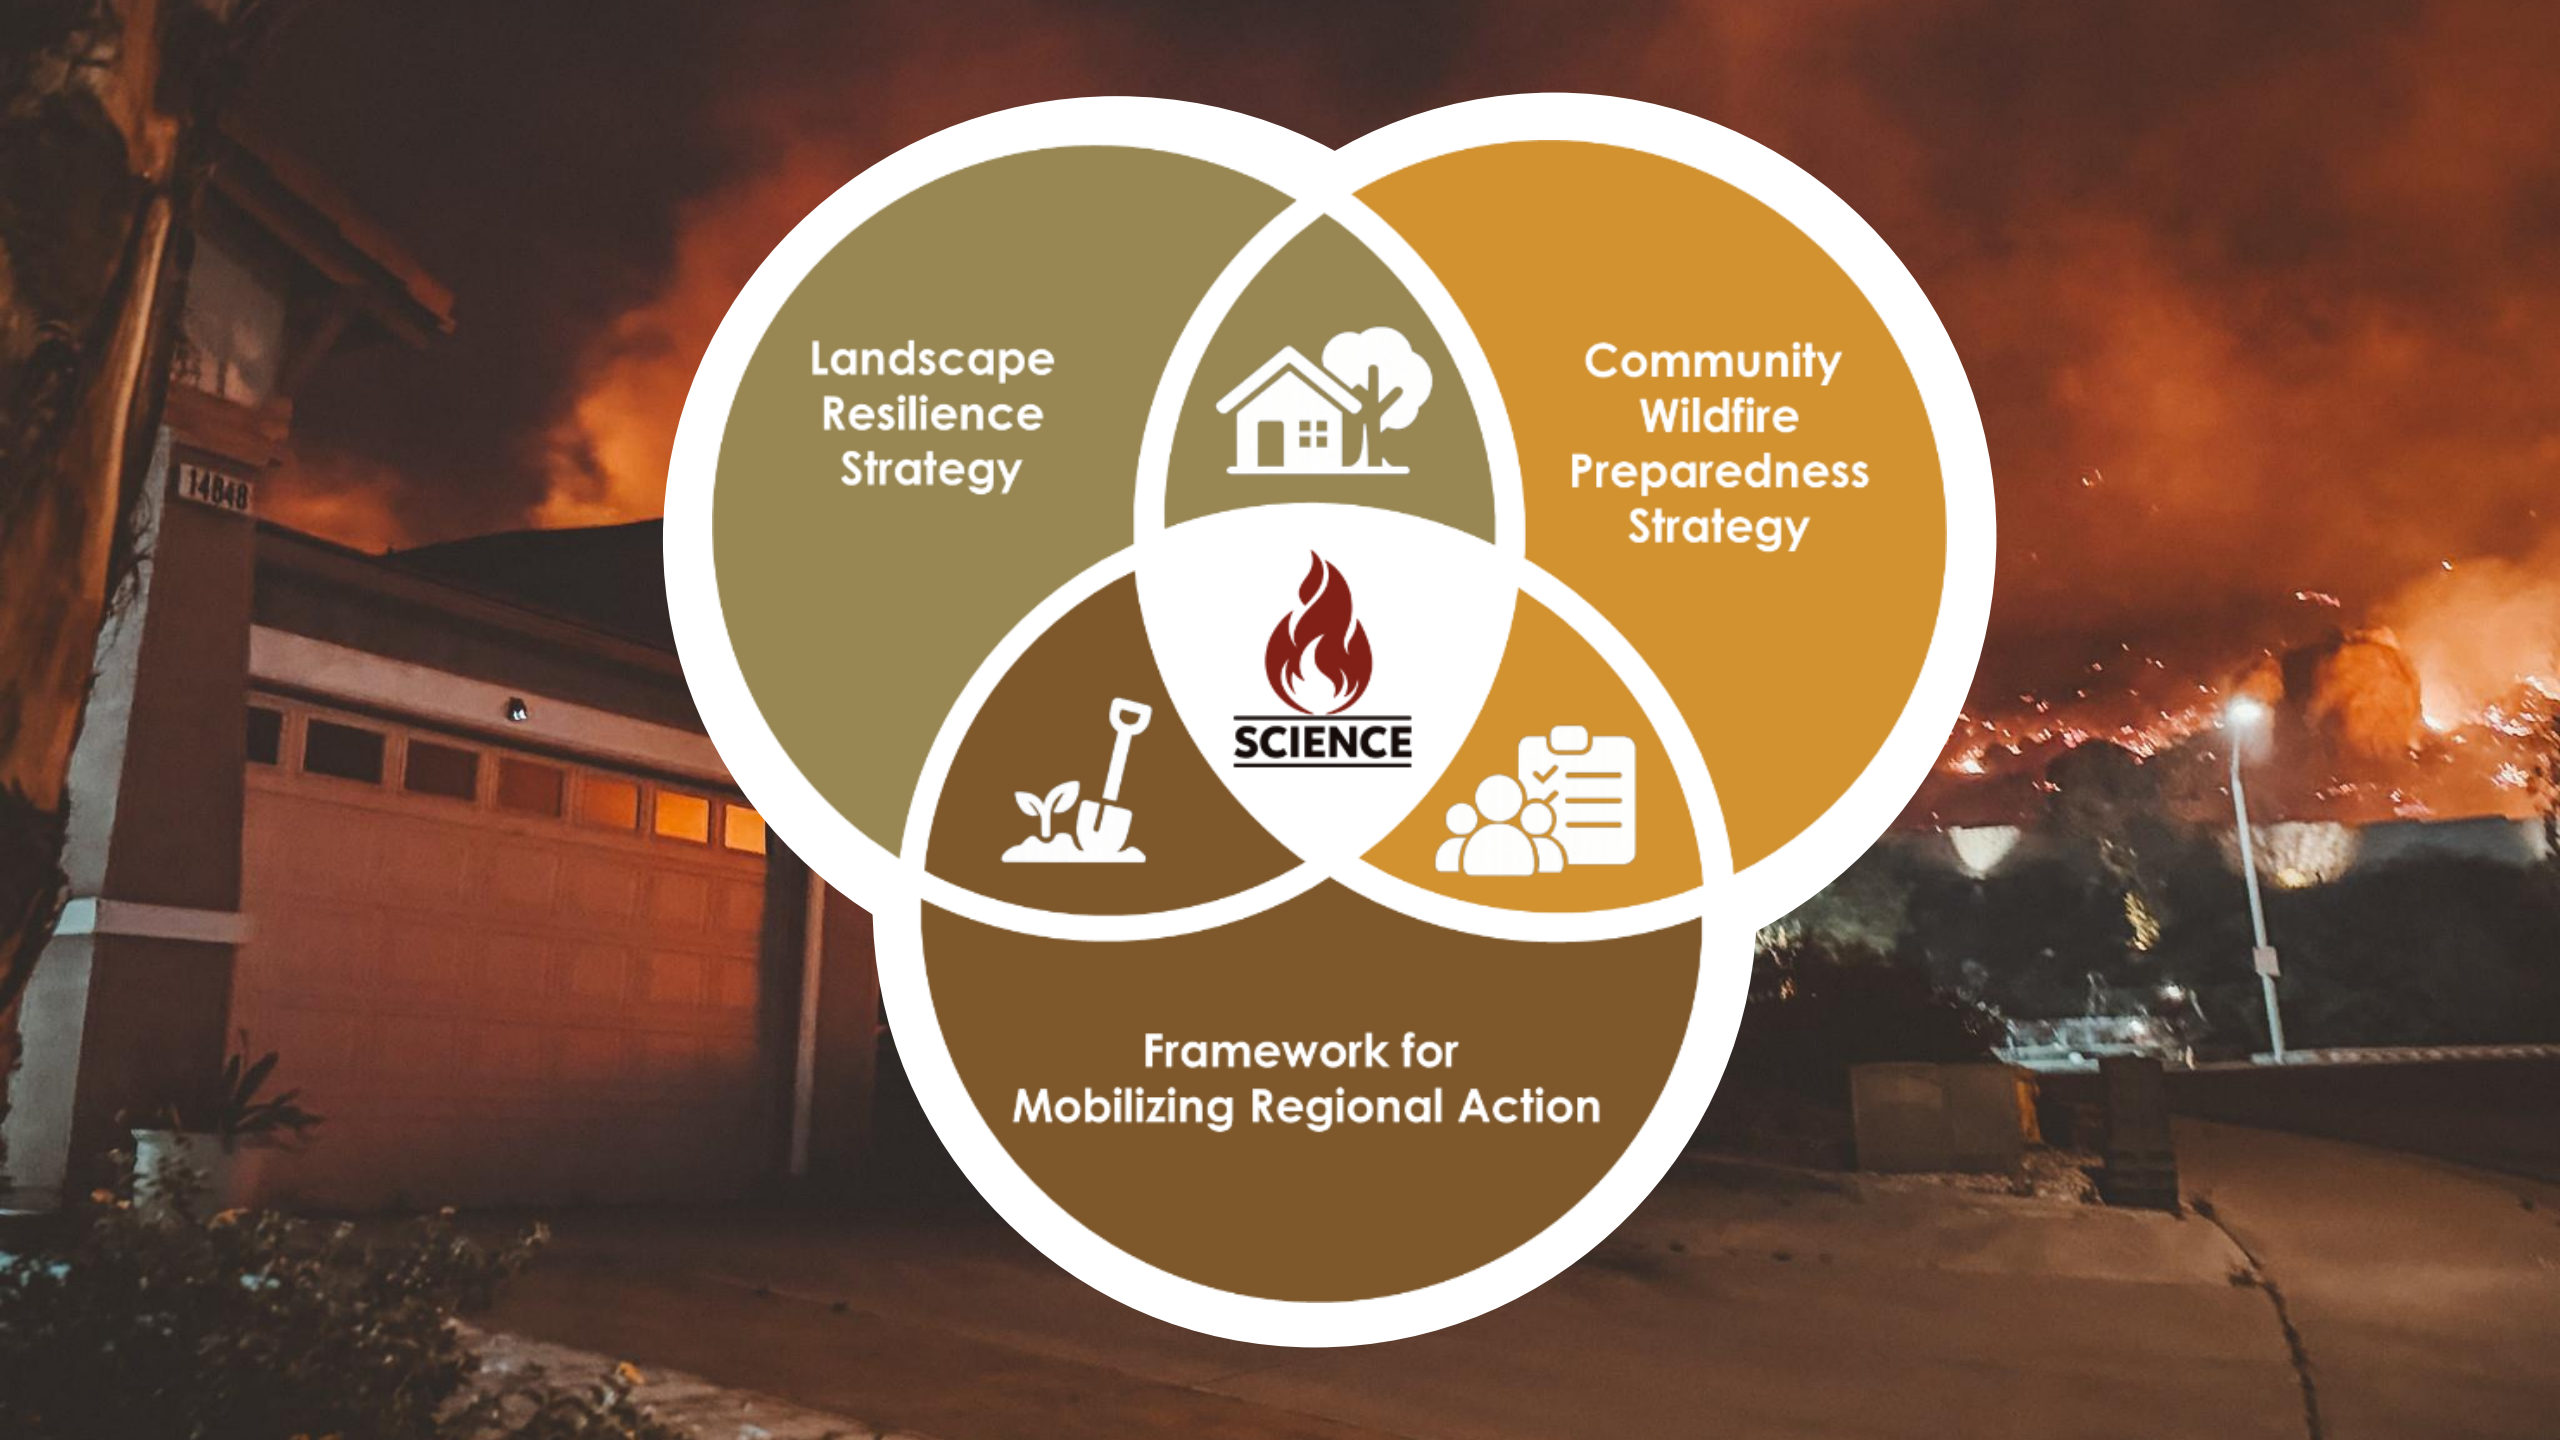 Landscape
Resilience
Strategy
Community
Wildfire
Preparedness
Strategy
14848
SCIENCE
Framework for
Mobilizing Regional Action